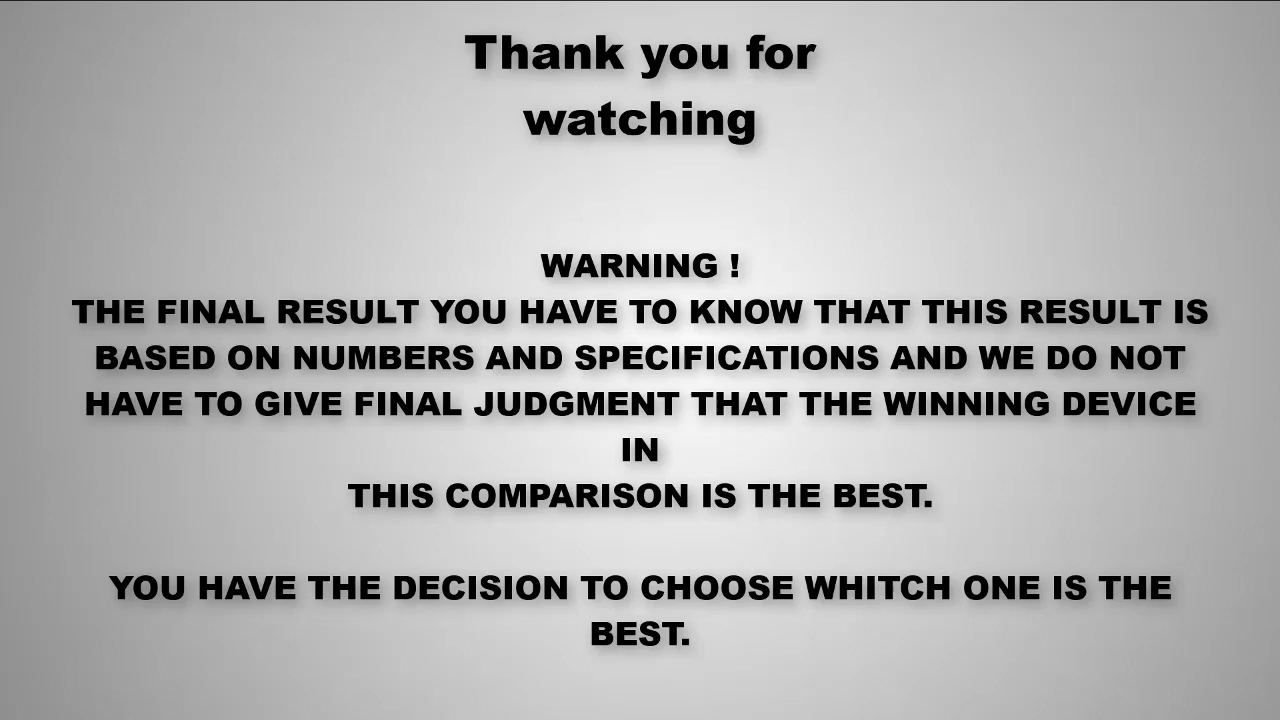 Thank you for
watching
WARNING !
THE FINAL RESULT YOU HAVE TO KNOW THAT THIS RESULT IS
BASED ON NUMBERS AND SPECIFICATIONS AND WE DO NOT
HAVE TO GIVE FINAL JUDGMENT THAT THE WINNING DEVICE
IN
THIS COMPARISON IS THE BEST.
YOU HAVE THE DECISION TO CHOOSE WHITCH ONE IS THE
BEST.